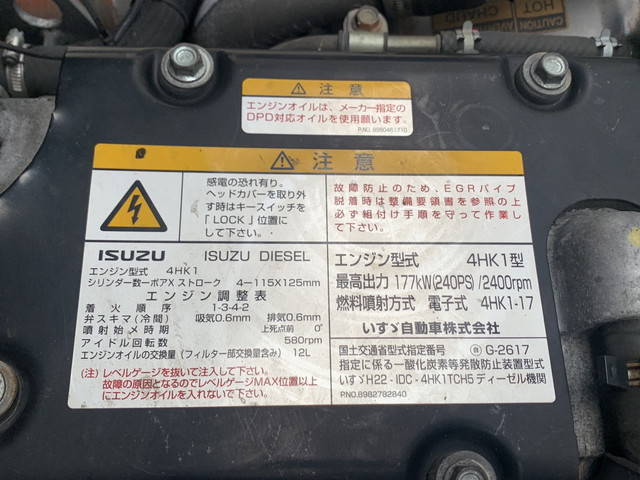 CAUTION
HOT
注意
エンジンオイルは、メーカー指定の
DPD対応オイルを使用願います。
P.NO.8980461770
注意
感電の恐れ有り。
ヘッドカバーを取り外
す時はキースイッチを
「LOCK」位置に
して下さい。
故障防止のため、EGRパイプ
脱着時は整備要領書を参照の上
必ず組付け手順を守って作業し
て下さい。
ISUZU ISUZU DIESEL
エンジン型式 4HK1
シリンダー数ーボアXストローク 4ー115X125mm
エンジン調整表
着火順序 1-3-4-2
弁スキマ(冷間) 吸気0.6mm 排気0.6mm
噴射始メ時期 上死点前 0°
アイドル回転数 580rpm
エンジンオイルの交換量(フィルター部交換量含み) 12L
(注)レベルゲージを抜いて注入して下さい。
故障の原因となるのでレベルゲージMAX位置以上
にエンジンオイルを入れないで下さい。
エンジン型式 4HK1型
最高出力 177kW(240PS)/2400rpm
燃料噴射方式 電子式 4HK1-17
いすゞ自動車株式会社
国土交通省型式指定番号 G-2617
指定に係る一酸化炭素等発散防止装置型式
いすゞH22・IDC・4HK1TCH5ディーゼル機関
P.NO.8982782840